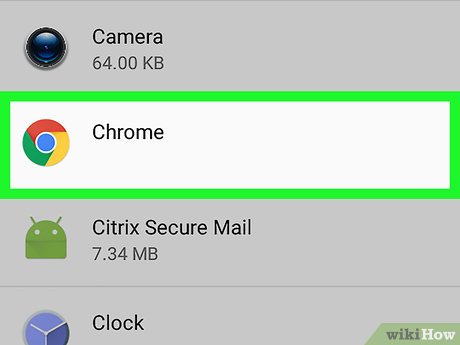 Camera
64.00 KB
Chrome
Citrix Secure Mail
7.34 MB
Clock
wikiHow